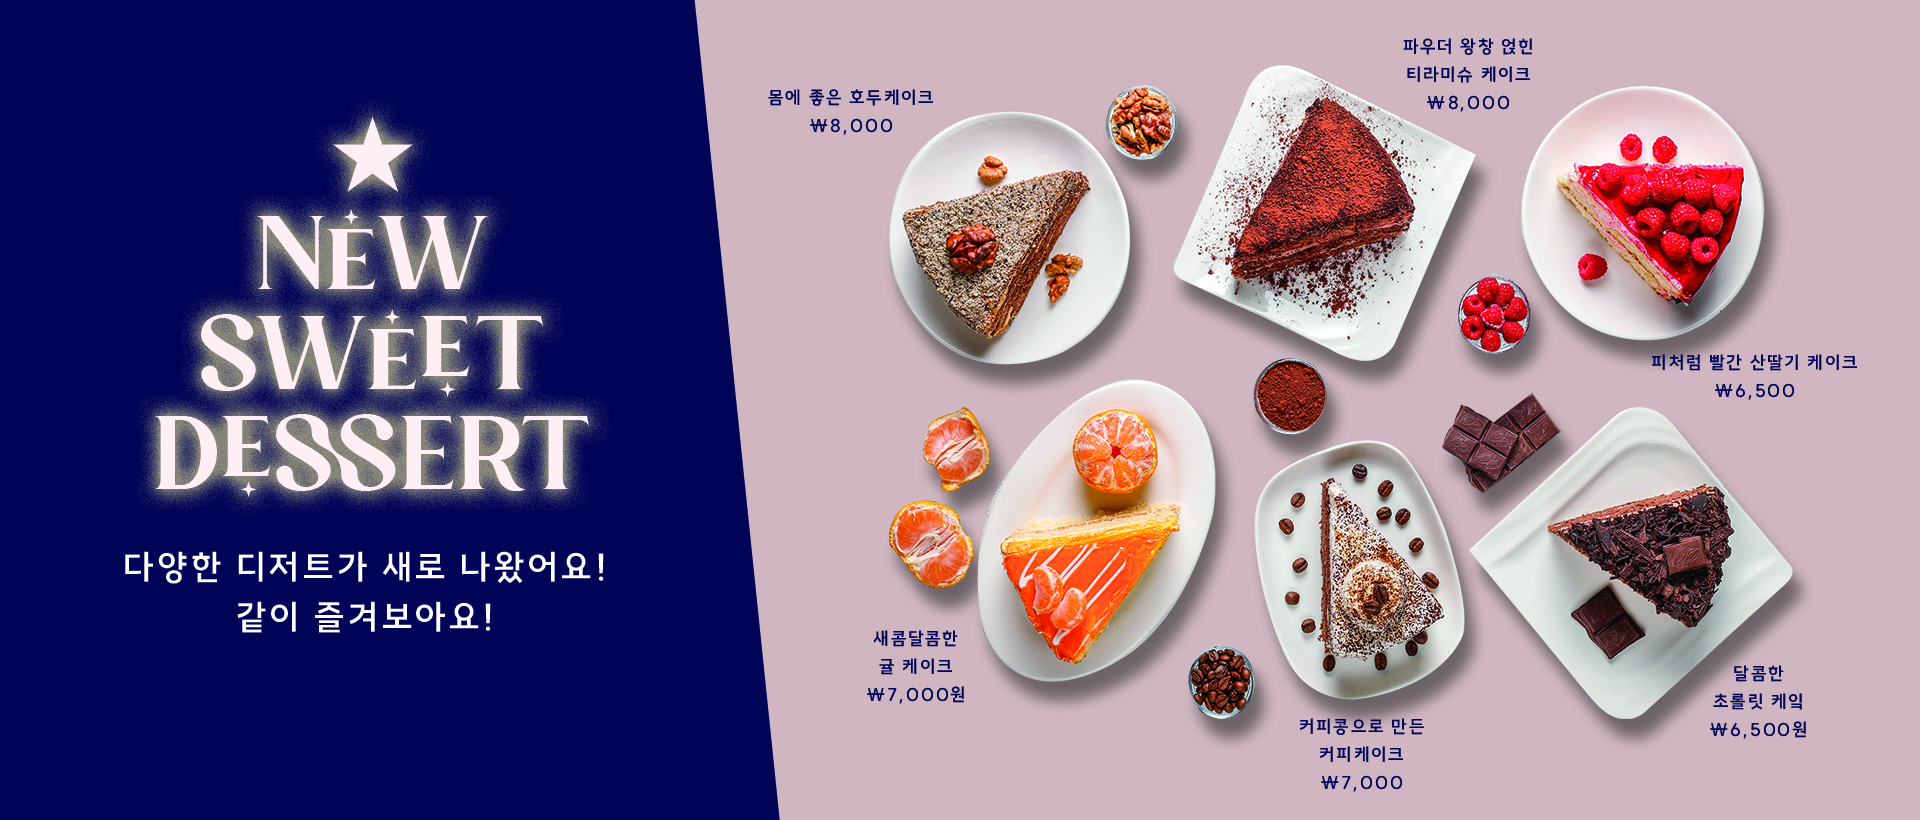 NEW
SWEET
DESSERT
다양한 디저트가 새로 나왔어요!
같이 즐겨보아요!
몸에 좋은 호두케이크
₩8,000
파우더 왕창 얹힌
티라미슈 케이크
₩8,000
피처럼 빨간 산딸기 케이크
₩6,500
새콤달콤한
귤 케이크
₩7,000원
커피콩으로 만든
커피케이크
₩7,000
달콤한
초롤릿 케잌
₩6,500원